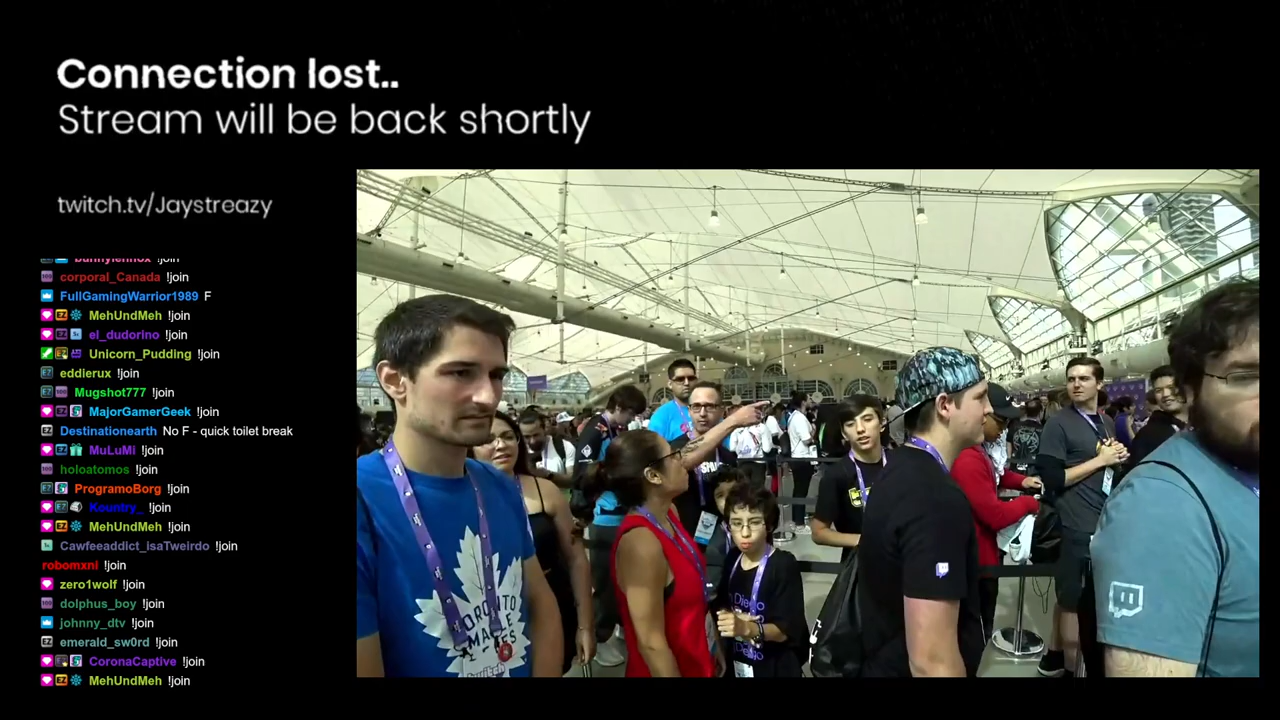 Connection lost..
Stream will be back shortly
twitch.tv/Jaystreazy
corporal_Canada !join
FullGamingWarrior1989 F
MehUndMeh !join
el_dudorino !join
Unicorn_Pudding !join
eddierux !join
Mugshot777 !join
MajorGamerGeek !join
Destinationearth No F - quick toilet break
MuLuMi !join
holoatomos !join
ProgramoBorg !join
Kountry_ !join
MehUndMeh !join
Cawfeeaddict_isaTweirdo !join
robomxni !join
zero1wolf !join
dolphus_boy !join
johnny_dtv !join
emerald_sw0rd !join
CoronaCaptive !join
MehUndMeh !join
TORONTO
MAPLE